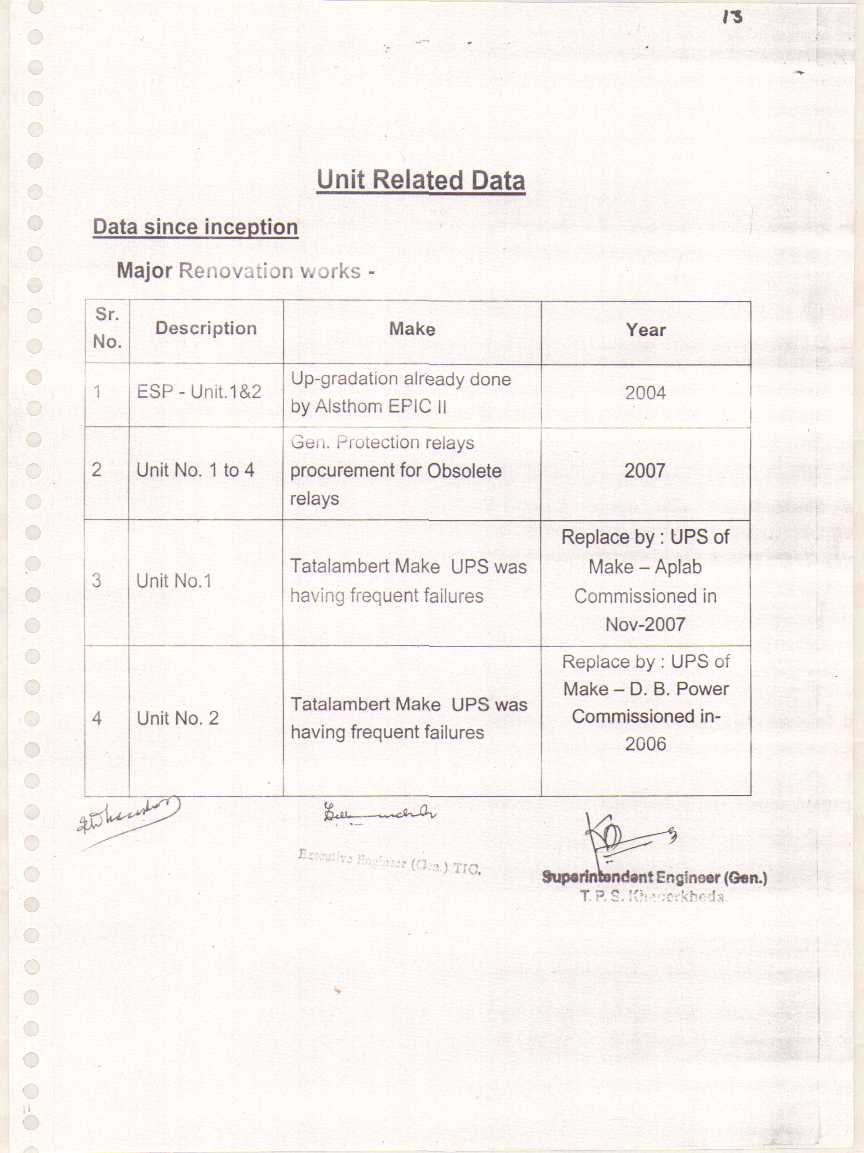 13
Unit Related Data
Data since inception
Major Renovation works -
Sr. No. Description Make Year
1 ESP - Unit.1&2 Up-gradation already done by Alsthom EPIC II 2004
2 Unit No. 1 to 4 Gen. Protection relays procurement for Obsolete relays 2007
3 Unit No.1 Tatalambert Make UPS was having frequent failures Replace by : UPS of Make – Aplab Commissioned in Nov-2007
4 Unit No. 2 Tatalambert Make UPS was having frequent failures Replace by : UPS of Make – D. B. Power Commissioned in- 2006
Executive Engineer (Gen.) TIC.
Superintendent Engineer (Gen.)
T. P. S. Khaperkheda.